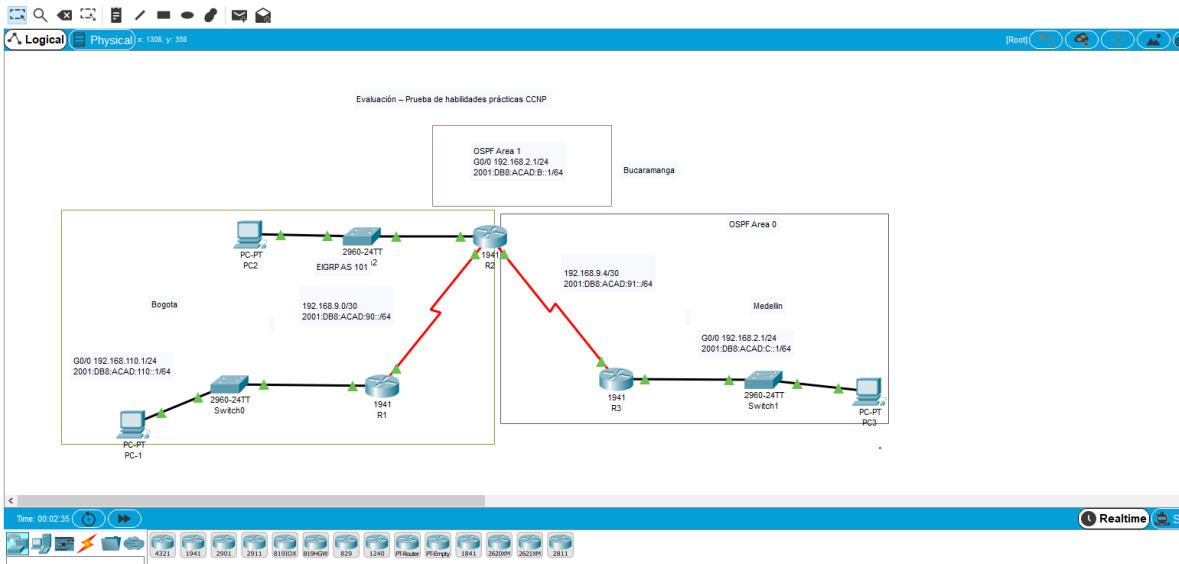 Logical
Physical
x: 1308, y: 358
[Root]
Evaluación – Prueba de habilidades prácticas CCNP
OSPF Area 1
G0/0 192.168.2.1/24
2001:DB8:ACAD:B::1/64
Bucaramanga
OSPF Area 0
PC-PT
PC2
2960-24TT
EIGRP AS 101
1941
R2
192.168.9.4/30
2001:DB8:ACAD:91::/64
Bogota
192.168.9.0/30
2001:DB8:ACAD:90::/64
Medellin
G0/0 192.168.2.1/24
2001:DB8:ACAD:C::1/64
G0/0 192.168.110.1/24
2001:DB8:ACAD:110::1/64
2960-24TT
Switch0
1941
R1
1941
R3
2960-24TT
Switch1
PC-PT
PC3
PC-PT
PC-1
Time: 00:02:35
Realtime
4321
1941
2901
2911
819IOX
819HGW
829
1240
PT-Router
PT-Empty
1841
2620XM
2621XM
2811